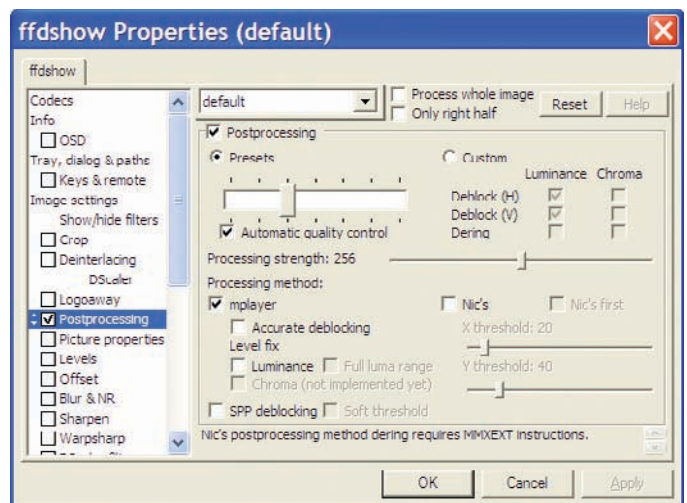 ffdshow Properties (default)
ffdshow
Codecs
Info
OSD
Tray, dialog & paths
Keys & remote
Image settings
Show/hide filters
Crop
Deinterlacing
DScaler
Logoaway
Postprocessing
Picture properties
Levels
Offset
Blur & NR
Sharpen
Warpsharp
default
Process whole image
Only right half
Reset
Help
Postprocessing
Presets
Custom
Luminance Chroma
Deblock (H)
Deblock (V)
Dering
Automatic quality control
Processing strength: 256
Processing method:
mplayer
Nic's
Nic's first
Accurate deblocking
X threshold: 20
Level fix
Luminance
Full luma range
Y threshold: 40
Chroma (not implemented yet)
SPP deblocking
Soft threshold
Nic's postprocessing method dering requires MMXEXT instructions.
OK
Cancel
Apply